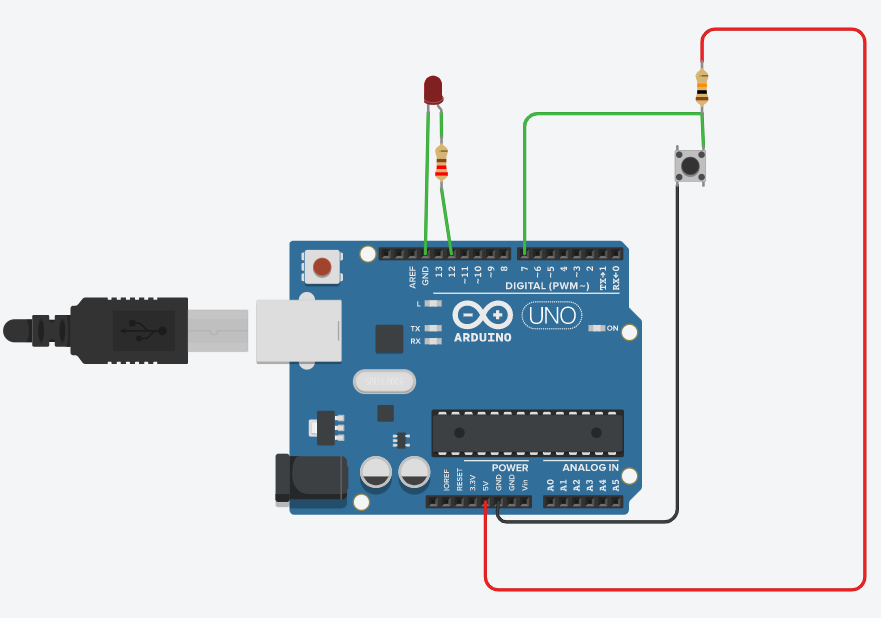 AREF
GND
13
12
~11
~10
~9
8
7
~6
~5
4
~3
2
TX→1
RX←0
DIGITAL (PWM~)
L
TX
RX
UNO
ON
ARDUINO
POWER
ANALOG IN
IOREF
RESET
3.3V
5V
GND
GND
Vin
A0
A1
A2
A3
A4
A5